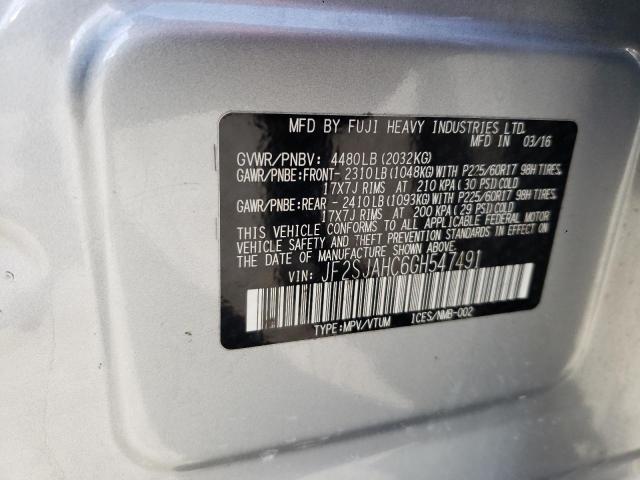 MFD BY FUJI HEAVY INDUSTRIES LTD.
MFD IN 03/16
GVWR/PNBV: 4480LB(2032KG)
GAWR/PNBE:FRONT- 2310LB(1048KG)WITH P225/60R17 98H TIRES,
17X7J RIMS AT 210 KPA(30 PSI)COLD
GAWR/PNBE:REAR - 2410LB(1093KG)WITH P225/60R17 98H TIRES,
17X7J RIMS AT 200 KPA(29 PSI)COLD
THIS VEHICLE CONFORMS TO ALL APPLICABLE FEDERAL MOTOR
VEHICLE SAFETY AND THEFT PREVENTION STANDARDS IN EFFECT ON
THE DATE OF MANUFACTURE SHOWN ABOVE.
VIN: JF2SJAHC6GH547491
TYPE:MPV/VTUM ICES/NMB-002